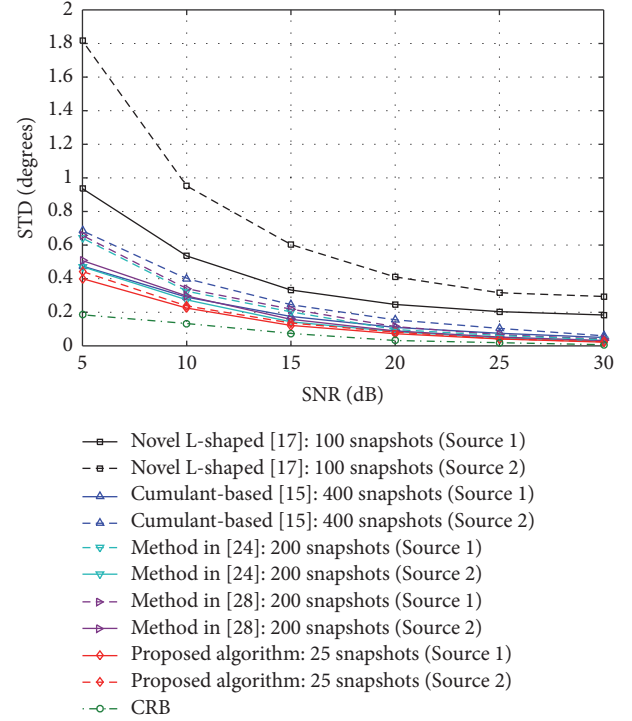 2
1.8
1.6
1.4
1.2
1
0.8
0.6
0.4
0.2
0
STD (degrees)
5 10 15 20 25 30
SNR (dB)
Novel L-shaped [17]: 100 snapshots (Source 1)
Novel L-shaped [17]: 100 snapshots (Source 2)
Cumulant-based [15]: 400 snapshots (Source 1)
Cumulant-based [15]: 400 snapshots (Source 2)
Method in [24]: 200 snapshots (Source 1)
Method in [24]: 200 snapshots (Source 2)
Method in [28]: 200 snapshots (Source 1)
Method in [28]: 200 snapshots (Source 2)
Proposed algorithm: 25 snapshots (Source 1)
Proposed algorithm: 25 snapshots (Source 2)
CRB